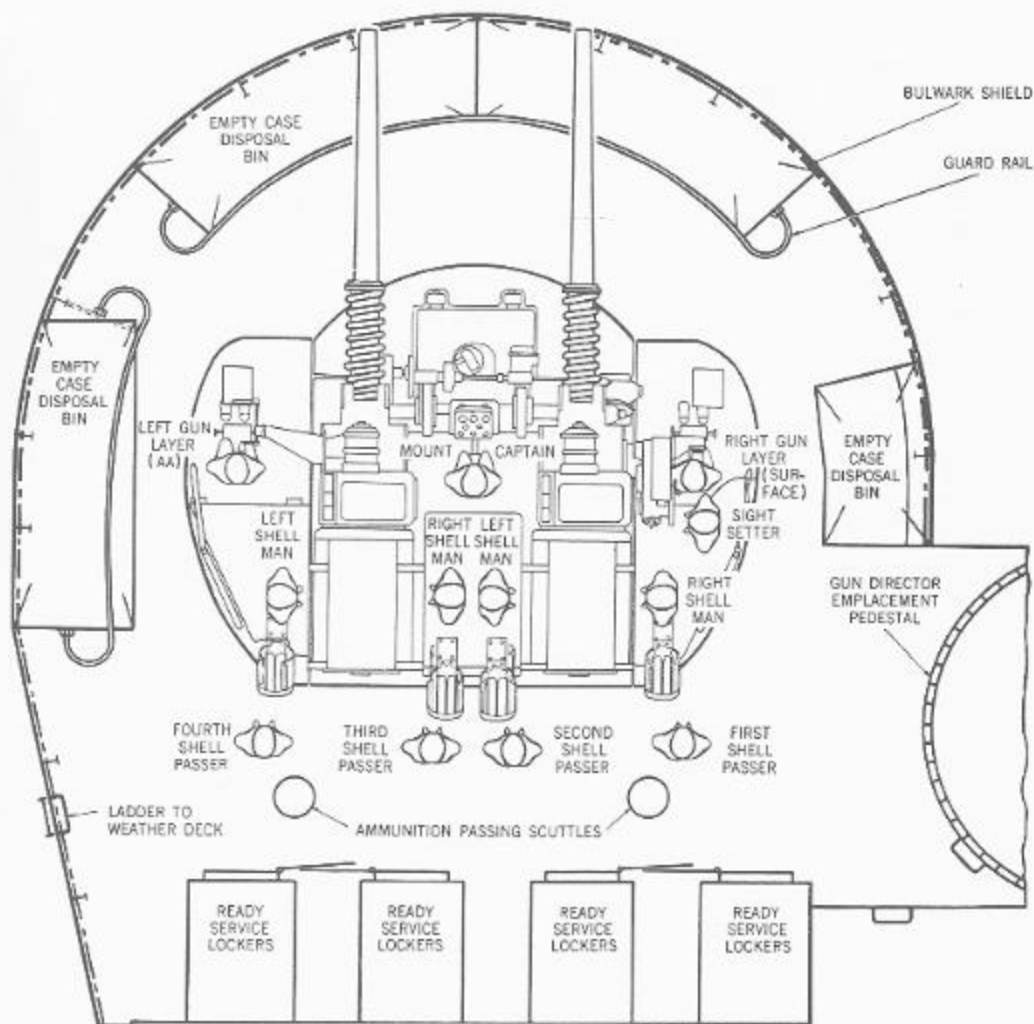 BULWARK SHIELD
GUARD RAIL
EMPTY CASE
DISPOSAL
BIN
EMPTY
CASE
DISPOSAL
BIN
LEFT GUN
LAYER
(AA)
MOUNT
CAPTAIN
RIGHT GUN
LAYER
(SUR-
FACE)
EMPTY
CASE
DISPOSAL
BIN
LEFT
SHELL
MAN
RIGHT
SHELL
MAN
LEFT
SHELL
MAN
SIGHT
SETTER
RIGHT
SHELL
MAN
GUN DIRECTOR
EMPLACEMENT
PEDESTAL
FOURTH
SHELL
PASSER
THIRD
SHELL
PASSER
SECOND
SHELL
PASSER
FIRST
SHELL
PASSER
LADDER TO
WEATHER DECK
AMMUNITION PASSING SCUTTLES
READY
SERVICE
LOCKERS
READY
SERVICE
LOCKERS
READY
SERVICE
LOCKERS
READY
SERVICE
LOCKERS